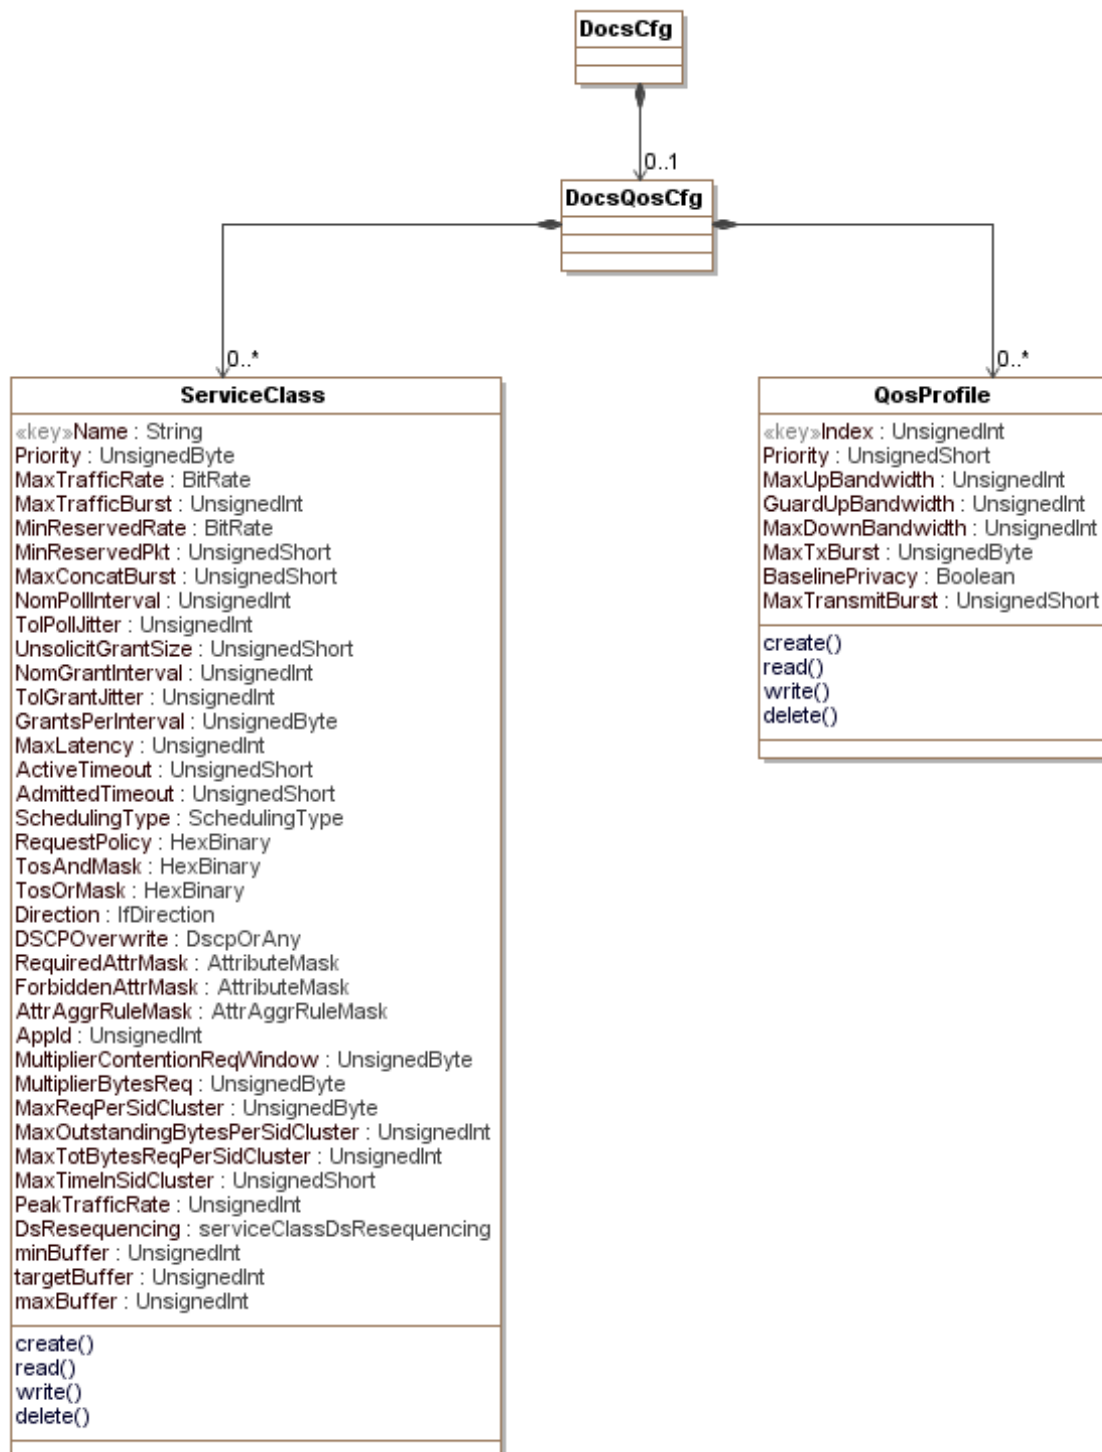 DocsCfg
0..1
DocsQosCfg
0..*
0..*
ServiceClass
«key»Name : String
Priority : UnsignedByte
MaxTrafficRate : BitRate
MaxTrafficBurst : UnsignedInt
MinReservedRate : BitRate
MinReservedPkt : UnsignedShort
MaxConcatBurst : UnsignedShort
NomPollInterval : UnsignedInt
TolPollJitter : UnsignedInt
UnsolicitGrantSize : UnsignedShort
NomGrantInterval : UnsignedInt
TolGrantJitter : UnsignedInt
GrantsPerInterval : UnsignedByte
MaxLatency : UnsignedInt
ActiveTimeout : UnsignedShort
AdmittedTimeout : UnsignedShort
SchedulingType : SchedulingType
RequestPolicy : HexBinary
TosAndMask : HexBinary
TosOrMask : HexBinary
Direction : IfDirection
DSCPOverwrite : DscpOrAny
RequiredAttrMask : AttributeMask
ForbiddenAttrMask : AttributeMask
AttrAggrRuleMask : AttrAggrRuleMask
AppId : UnsignedInt
MultiplierContentionReqWindow : UnsignedByte
MultiplierBytesReq : UnsignedByte
MaxReqPerSidCluster : UnsignedByte
MaxOutstandingBytesPerSidCluster : UnsignedInt
MaxTotBytesReqPerSidCluster : UnsignedInt
MaxTimeInSidCluster : UnsignedShort
PeakTrafficRate : UnsignedInt
DsResequencing : serviceClassDsResequencing
minBuffer : UnsignedInt
targetBuffer : UnsignedInt
maxBuffer : UnsignedInt
create()
read()
write()
delete()
QosProfile
«key»Index : UnsignedInt
Priority : UnsignedShort
MaxUpBandwidth : UnsignedInt
GuardUpBandwidth : UnsignedInt
MaxDownBandwidth : UnsignedInt
MaxTxBurst : UnsignedByte
BaselinePrivacy : Boolean
MaxTransmitBurst : UnsignedShort
create()
read()
write()
delete()